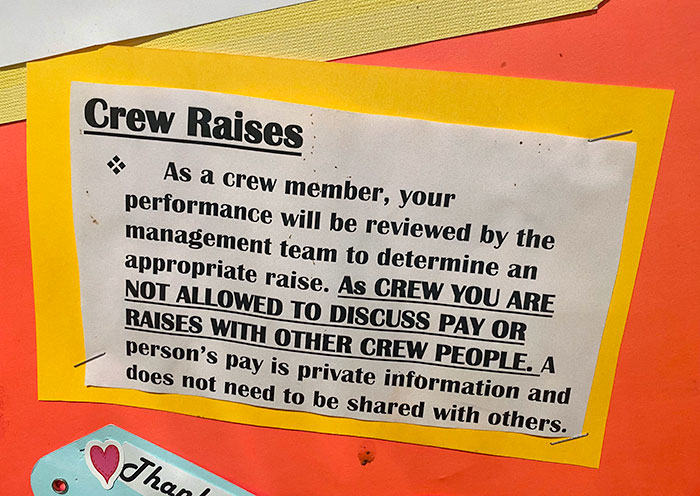 Crew Raises
❖ As a crew member, your
performance will be reviewed by the
management team to determine an
appropriate raise. As CREW YOU ARE
NOT ALLOWED TO DISCUSS PAY OR
RAISES WITH OTHER CREW PEOPLE. A
person's pay is private information and
does not need to be shared with others.